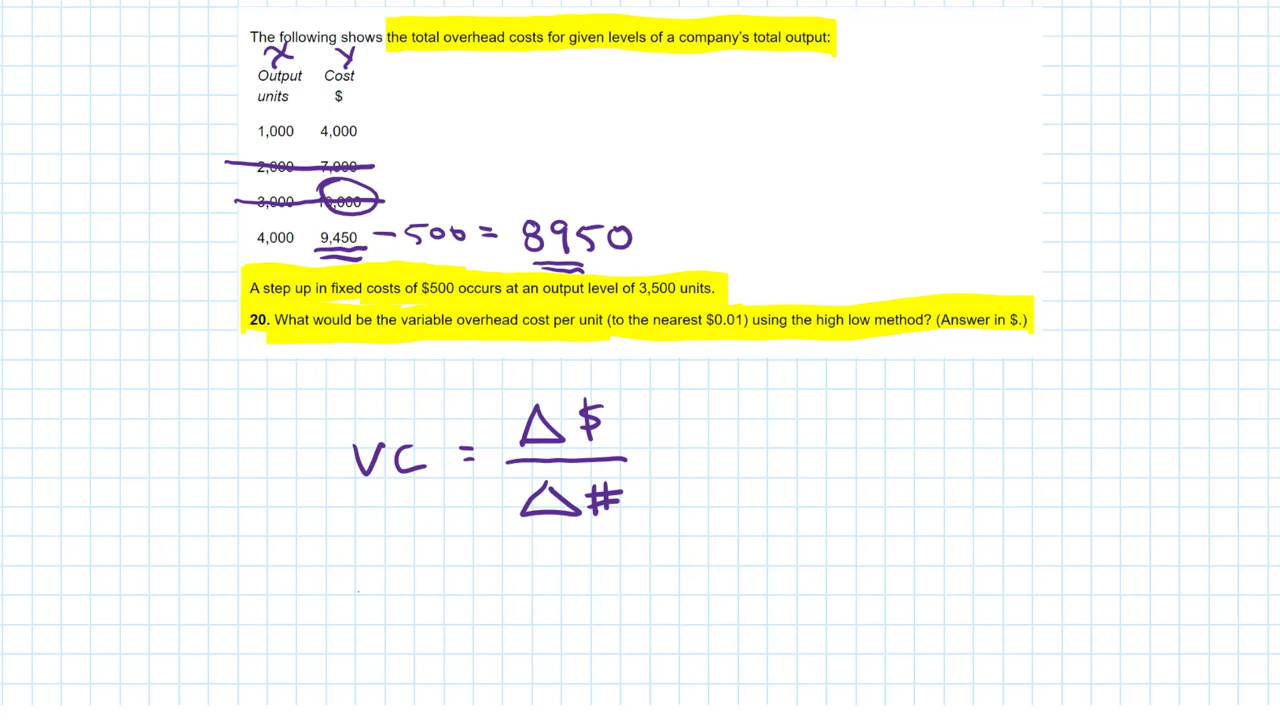 The following shows the total overhead costs for given levels of a company's total output:
x y
Output Cost
units $
1,000 4,000
2,000 7,000
3,000
4,000 9,450 - 500 = 8950
A step up in fixed costs of $500 occurs at an output level of 3,500 units.
20. What would be the variable overhead cost per unit (to the nearest $0.01) using the high low method? (Answer in $.)
VC = Δ $
Δ #